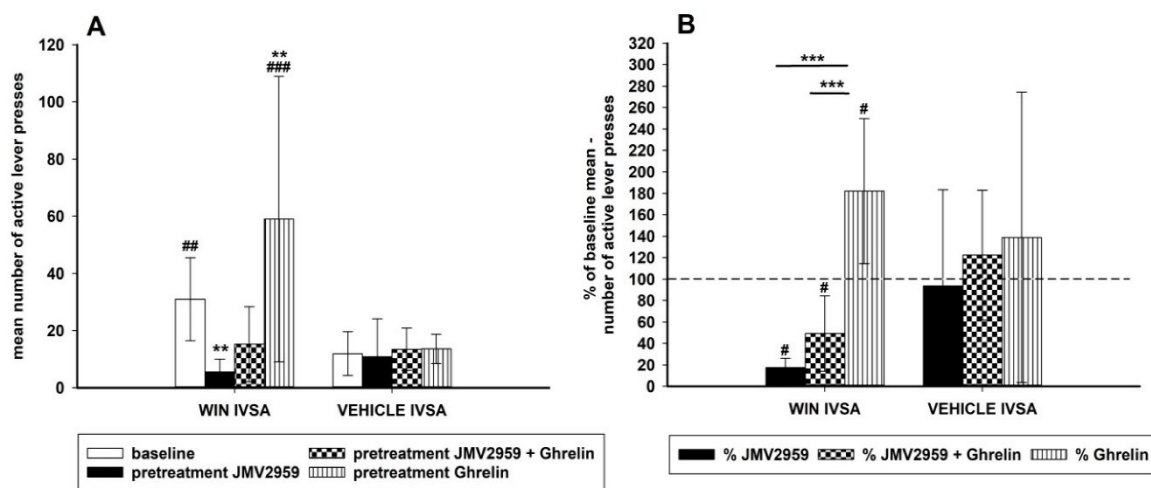 A
mean number of active lever presses
120
100
80
60
40
20
0
##
**
**
###
WIN IVSA
VEHICLE IVSA
baseline
pretreatment JMV2959
pretreatment JMV2959 + Ghrelin
pretreatment Ghrelin
B
% of baseline mean -
number of active lever presses
320
300
280
260
240
220
200
180
160
140
120
100
80
60
40
20
0
***
***
#
#
#
WIN IVSA
VEHICLE IVSA
% JMV2959
% JMV2959 + Ghrelin
% Ghrelin